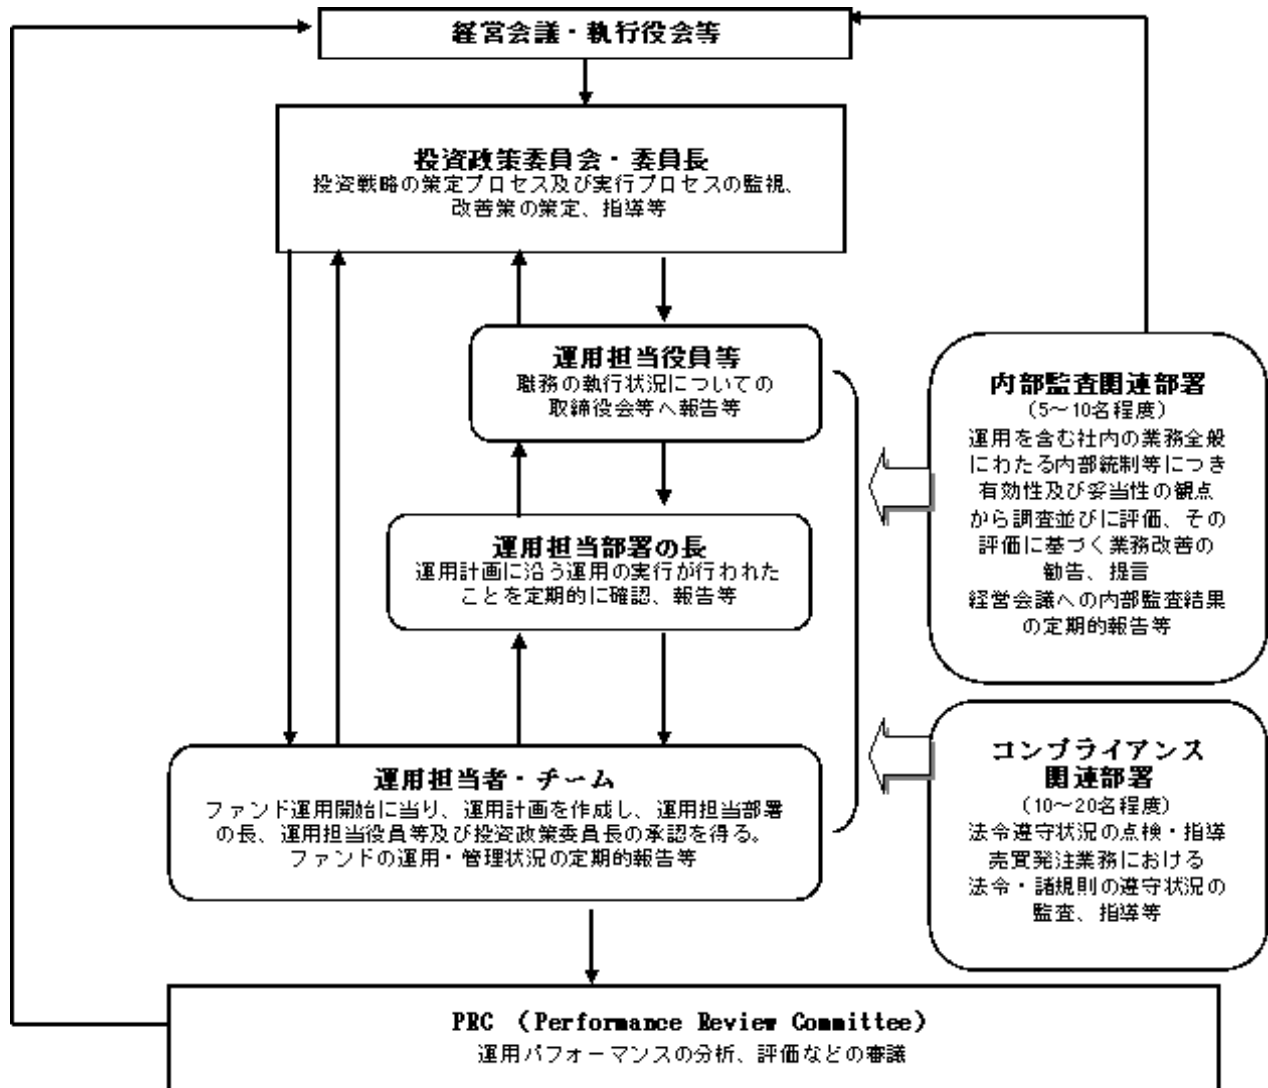 経営会議・執行役会等
投資政策委員会・委員長
投資戦略の策定プロセス及び実行プロセスの監視、
改善策の策定、指導等
運用担当役員等
職務の執行状況についての
取締役会等へ報告等
運用担当部署の長
運用計画に沿う運用の実行が行われた
ことを定期的に確認、報告等
運用担当者・チーム
ファンド運用開始に当り、運用計画を作成し、運用担当部署
の長、運用担当役員等及び投資政策委員長の承認を得る。
ファンドの運用・管理状況の定期的報告等
内部監査関連部署
（5～10名程度）
運用を含む社内の業務全般
にわたる内部統制等につき
有効性及び妥当性の観点
から調査並びに評価、その
評価に基づく業務改善の
勧告、提言
経営会議への内部監査結果
の定期的報告等
コンプライアンス
関連部署
（10～20名程度）
法令遵守状況の点検・指導
売買発注業務における
法令・諸規則の遵守状況の
監査、指導等
PRC （Performance Review Committee）
運用パフォーマンスの分析、評価などの審議